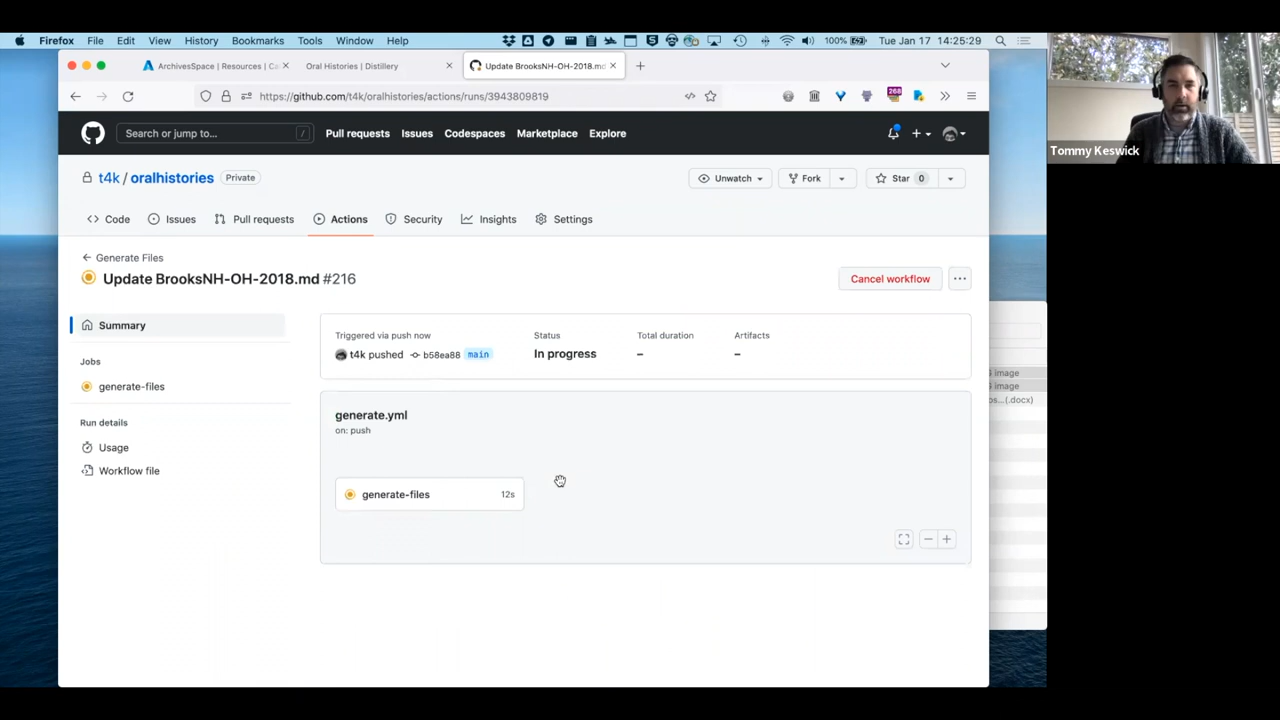 Firefox File Edit View History Bookmarks Tools Window Help 100% Tue Jan 17 14:25:29
ArchivesSpace | Resources | Ca
Oral Histories | Distillery
Update BrooksNH-OH-2018.md
https://github.com/t4k/oralhistories/actions/runs/3943809819
268
Search or jump to... /
Pull requests Issues Codespaces Marketplace Explore
t4k / oralhistories Private
Unwatch Fork Star 0
Code Issues Pull requests Actions Security Insights Settings
Generate Files
Update BrooksNH-OH-2018.md #216
Cancel workflow
Summary
Jobs
generate-files
Run details
Usage
Workflow file
Triggered via push now
t4k pushed b58ea88 main
Status
In progress
Total duration
–
Artifacts
–
generate.yml
on: push
generate-files 12s
image
image
os...(.docx)
Tommy Keswick